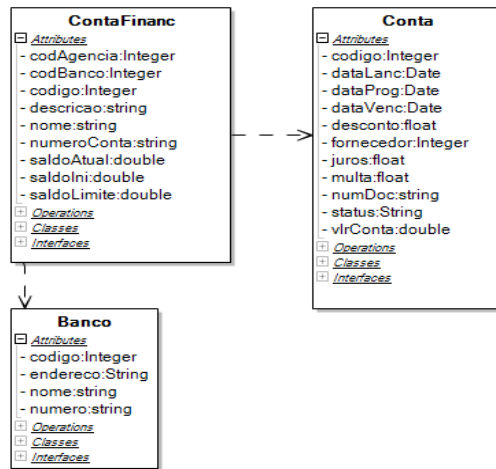 ContaFinanc
Attributes
- codAgência:Integer
- codBanco:Integer
- codigo:Integer
- descricao:string
- nome:string
- numeroConta:string
- saldoAtual:double
- saldoIni:double
- saldoLimite:double
Operations
Classes
Interfaces
Conta
Attributes
- codigo:Integer
- dataLanc:Date
- dataProg:Date
- dataVenc:Date
- desconto:float
- fornecedor:Integer
- juros:float
- multa:float
- numDoc:string
- status:String
- vlrConta:double
Operations
Classes
Interfaces
Banco
Attributes
- codigo:Integer
- endereco:String
- nome:string
- numero:string
Operations
Classes
Interfaces